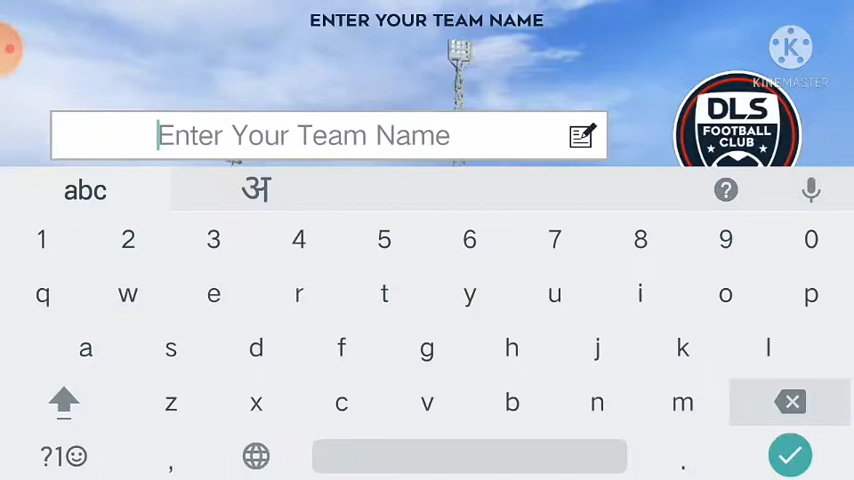 ENTER YOUR TEAM NAME
K
KINEMASTER
Enter Your Team Name
DLS
FOOTBALL
CLUB
abc अ ?
1 2 3 4 5 6 7 8 9 0
q w e r t y u i o p
a s d f g h j k l
z x c v b n m
?1☺ , .